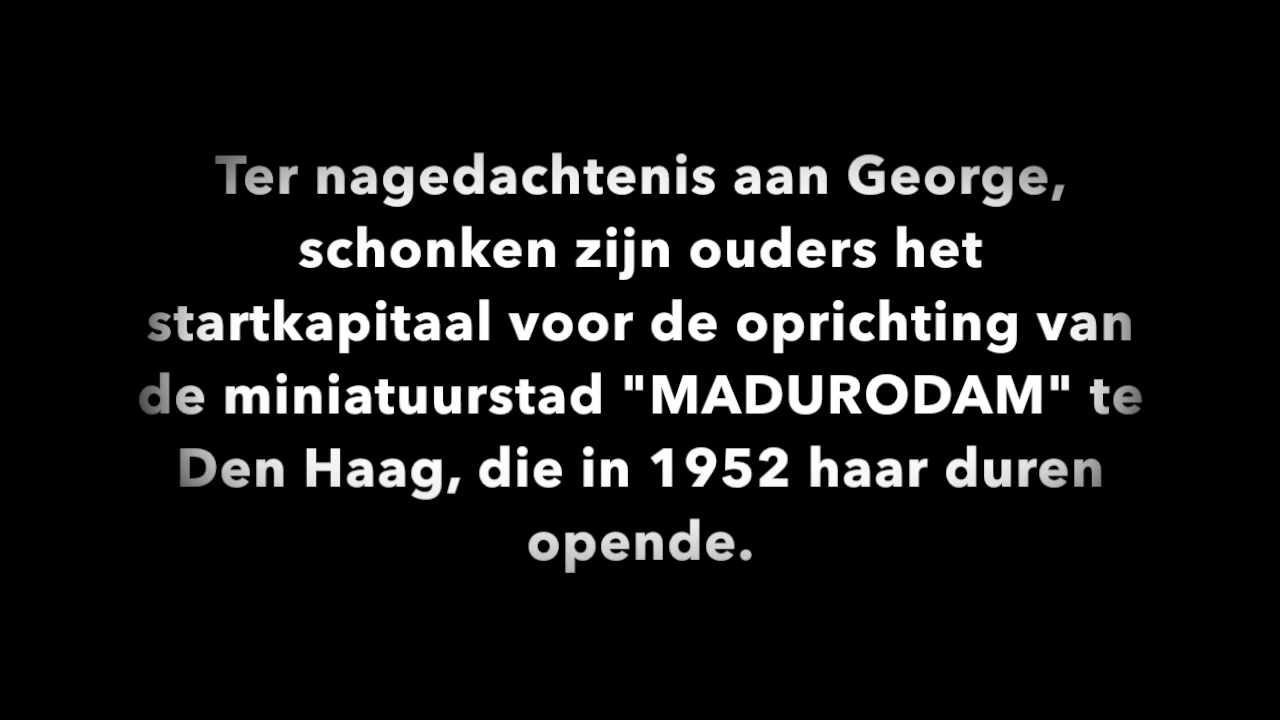 Ter nagedachtenis aan George,
schonken zijn ouders het
startkapitaal voor de oprichting van
de miniatuurstad "MADURODAM" te
Den Haag, die in 1952 haar duren
opende.